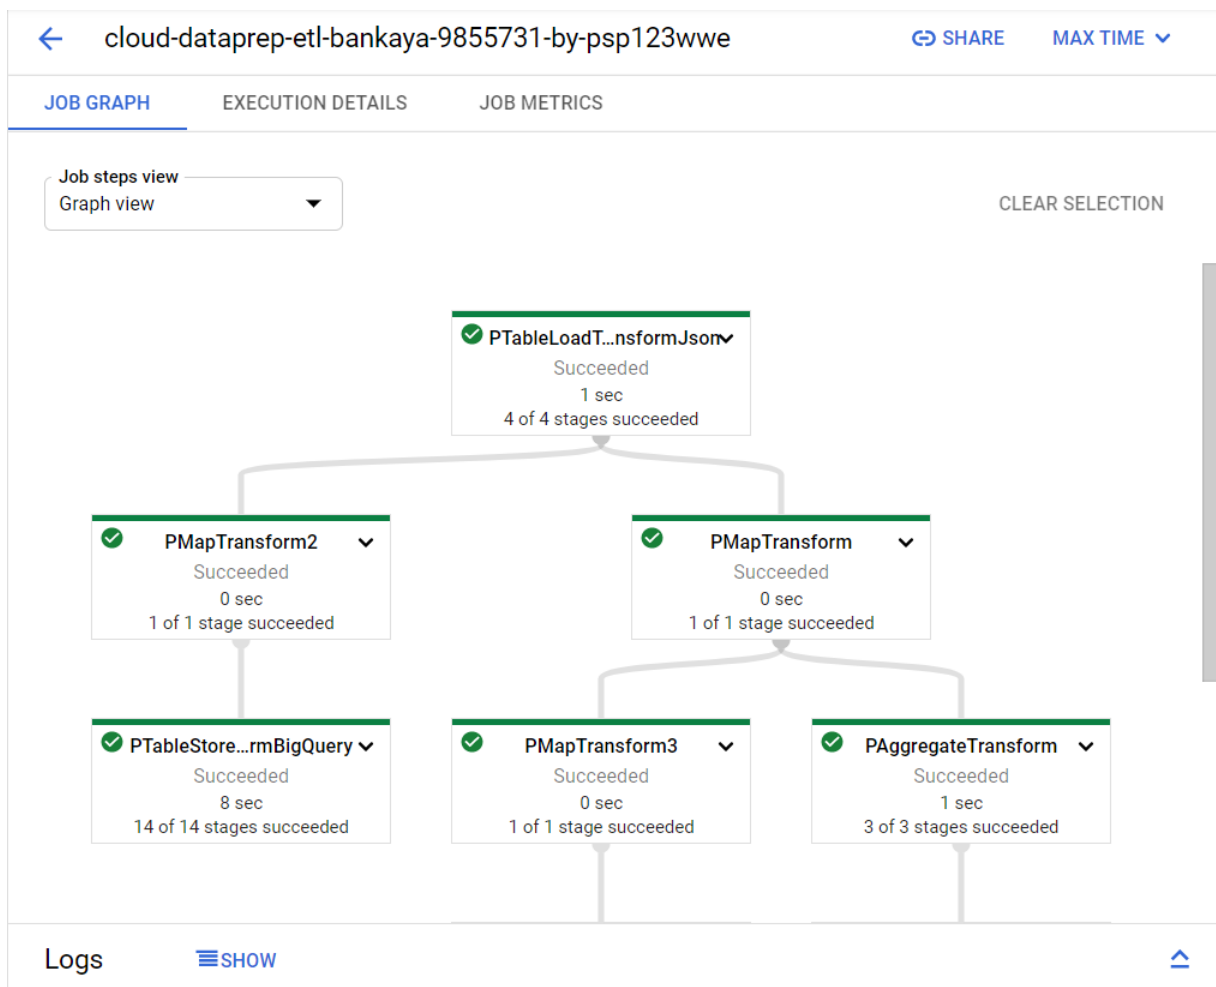 cloud-dataprep-etl-bankaya-9855731-by-psp123wwe
SHARE
MAX TIME
JOB GRAPH
EXECUTION DETAILS
JOB METRICS
Job steps view
Graph view
CLEAR SELECTION
PTableLoadT...nsformJson
Succeeded
1 sec
4 of 4 stages succeeded
PMapTransform2
Succeeded
0 sec
1 of 1 stage succeeded
PMapTransform
Succeeded
0 sec
1 of 1 stage succeeded
PTableStore...rmBigQuery
Succeeded
8 sec
14 of 14 stages succeeded
PMapTransform3
Succeeded
0 sec
1 of 1 stage succeeded
PAggregateTransform
Succeeded
1 sec
3 of 3 stages succeeded
Logs
SHOW